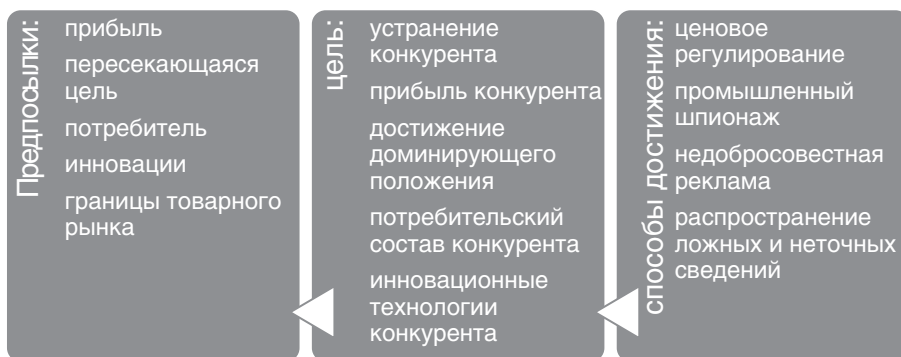 Предпосылки:
прибыль
пересекающаяся
цель
потребитель
инновации
границы товарного
рынка
цель:
устранение
конкурента
прибыль конкурента
достижение
доминирующего
положения
потребительский
состав конкурента
инновационные
технологии
конкурента
способы достижения:
ценовое
регулирование
промышленный
шпионаж
недобросовестная
реклама
распространение
ложных и неточных
сведений